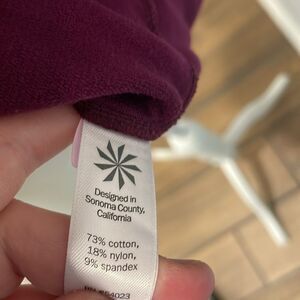 Designed in
Sonoma County,
California
73% cotton,
18% nylon,
9% spandex